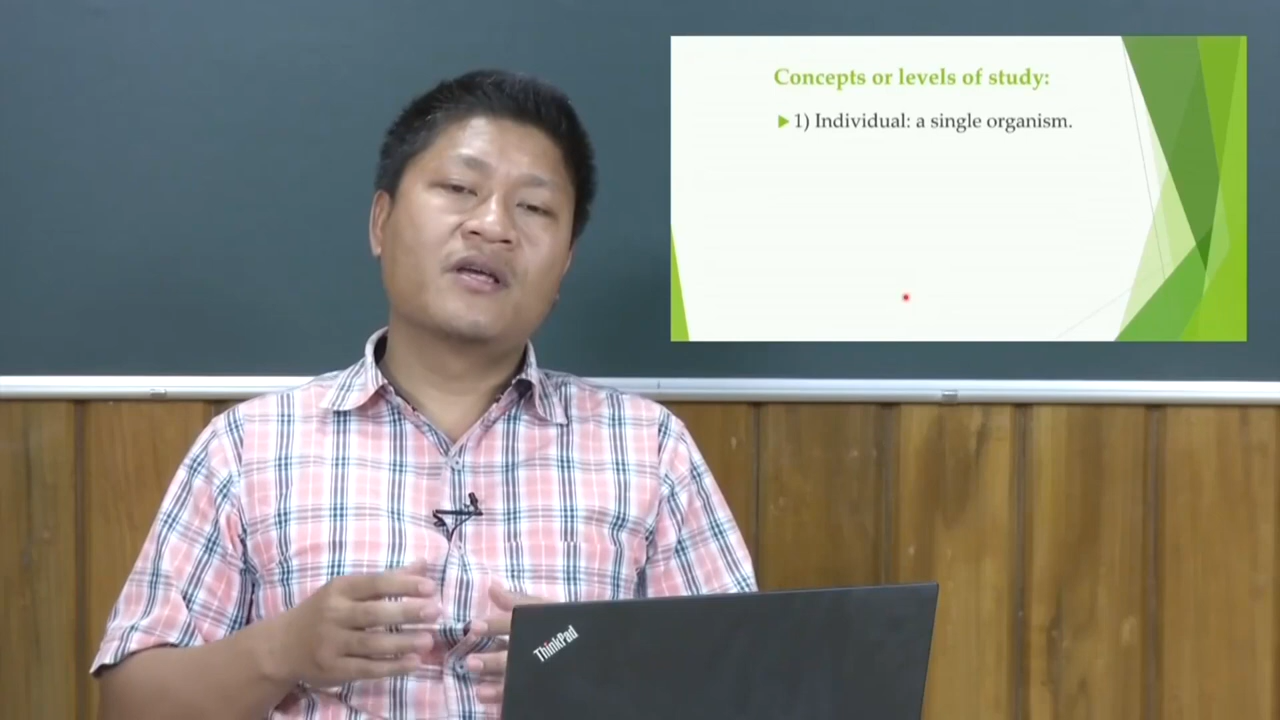 Concepts or levels of study:
1) Individual: a single organism.
ThinkPad